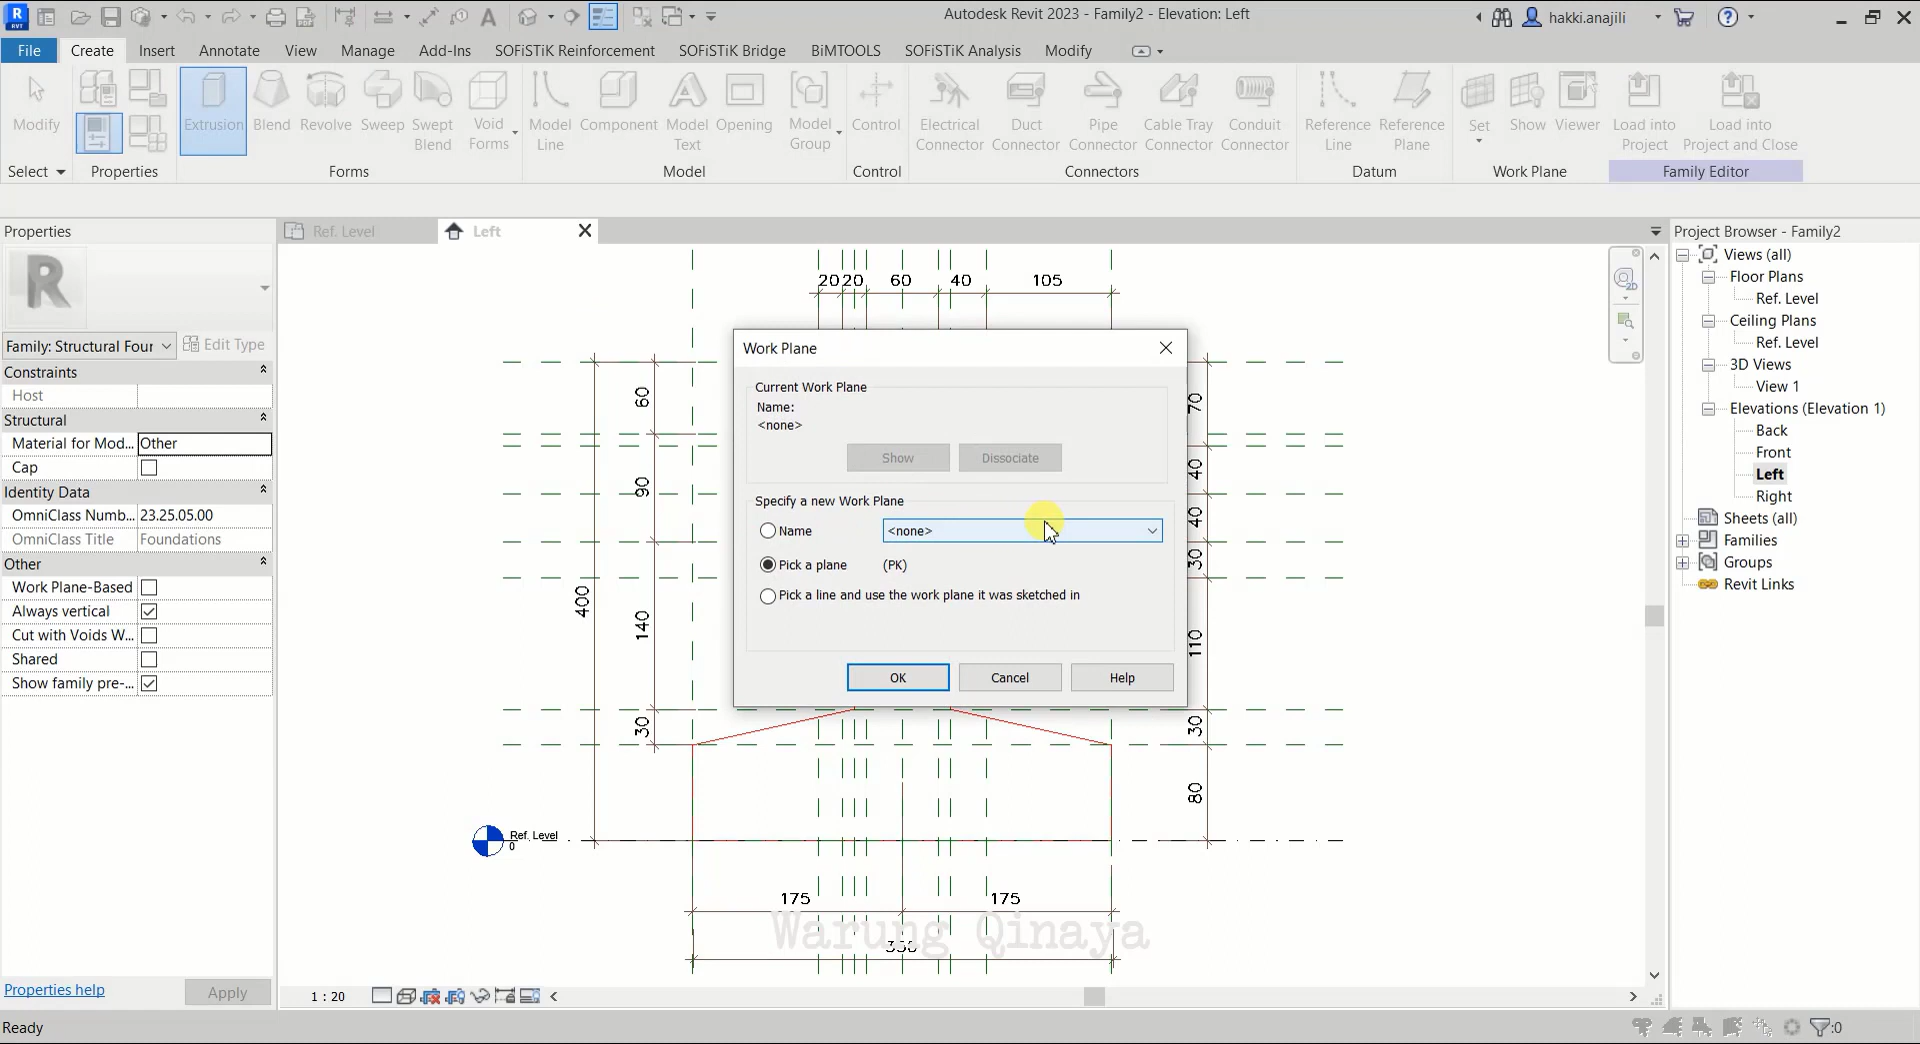 Autodesk Revit 2023 - Family2 - Elevation: Left
hakki.anajili
File Create Insert Annotate View Manage Add-Ins SOFiSTiK Reinforcement SOFiSTiK Bridge BiMTOOLS SOFiSTiK Analysis Modify
Modify
Extrusion Blend Revolve Sweep Swept Blend Void Forms
Model Line Component Model Text Opening Model Group
Control
Electrical Connector Duct Connector Pipe Connector Cable Tray Connector Conduit Connector
Reference Line Reference Plane
Set Show Viewer
Load into Project Load into Project and Close
Select Properties Forms Model Control Connectors Datum Work Plane Family Editor
Properties
R
Family: Structural Four
Edit Type
Constraints
Host
Structural
Material for Mod... Other
Cap
Identity Data
OmniClass Numb... 23.25.05.00
OmniClass Title Foundations
Other
Work Plane-Based
Always vertical
Cut with Voids W...
Shared
Show family pre-...
Properties help
Apply
Ref. Level
Left
20 20 60 40 105
60
90
400
140
30
70
40
40
30
110
30
80
Ref. Level
0
175 175
350
Warung Qinaya
Work Plane
Current Work Plane
Name:
<none>
Show Dissociate
Specify a new Work Plane
Name <none>
Pick a plane (PK)
Pick a line and use the work plane it was sketched in
OK Cancel Help
1 : 20
Project Browser - Family2
Views (all)
Floor Plans
Ref. Level
Ceiling Plans
Ref. Level
3D Views
View 1
Elevations (Elevation 1)
Back
Front
Left
Right
Sheets (all)
Families
Groups
Revit Links
Ready
:0